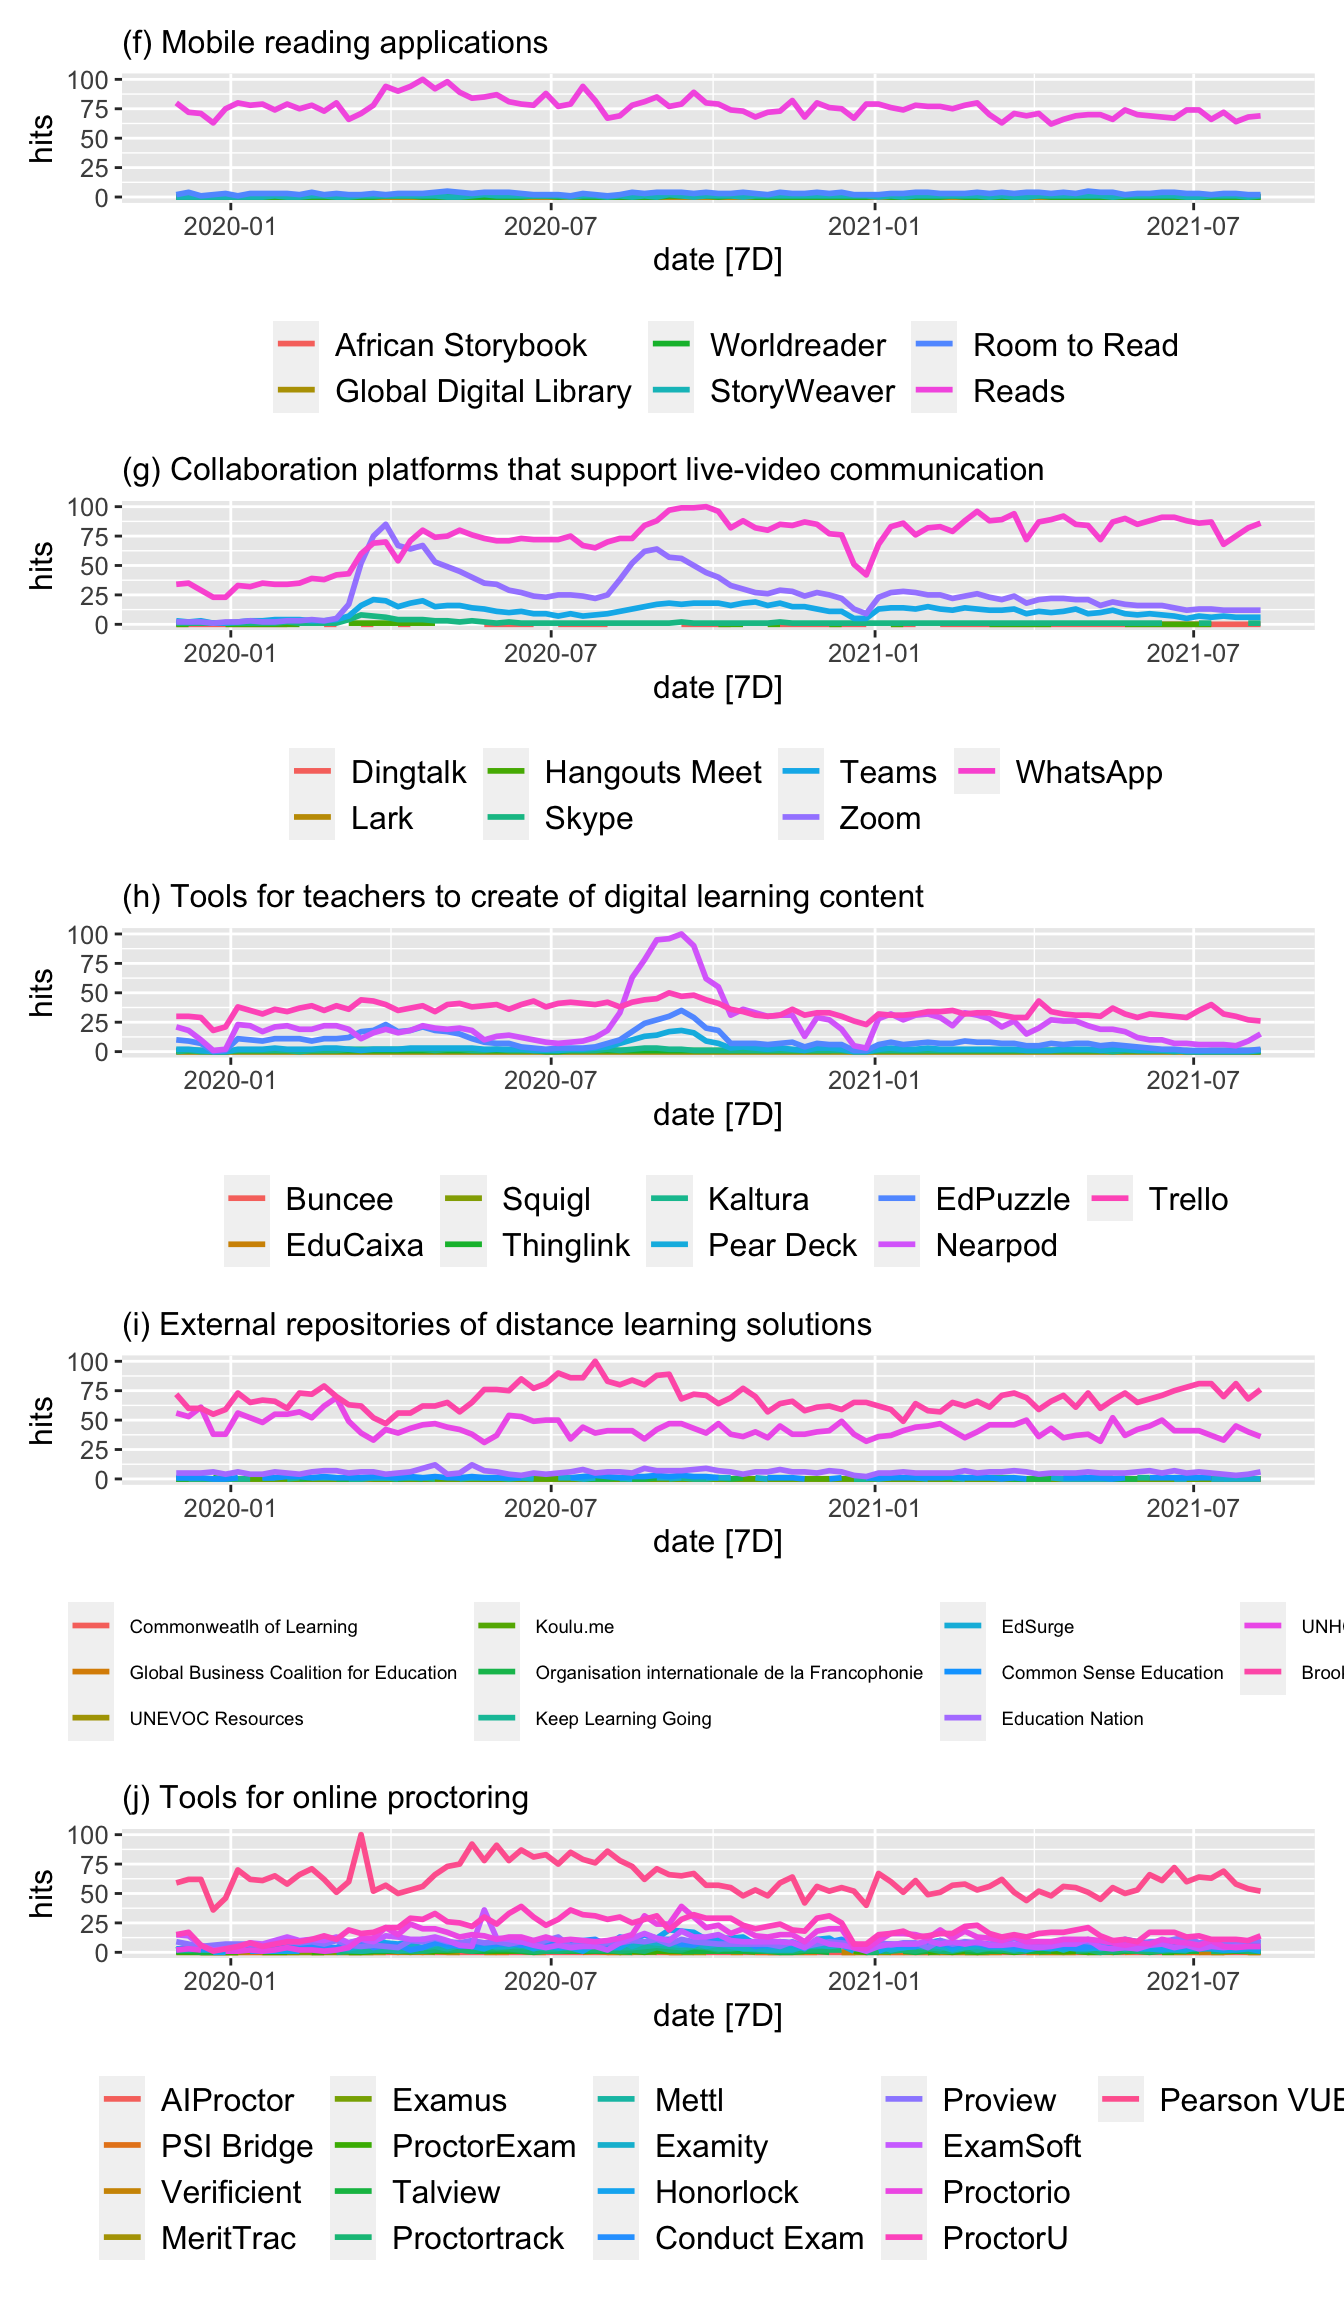 (f) Mobile reading applications
100
75
50
25
0
hits
2020-01 2020-07 2021-01 2021-07
date [7D]
African Storybook Worldreader Room to Read
Global Digital Library StoryWeaver Reads
(g) Collaboration platforms that support live-video communication
100
75
50
25
0
hits
2020-01 2020-07 2021-01 2021-07
date [7D]
Dingtalk Hangouts Meet Teams WhatsApp
Lark Skype Zoom
(h) Tools for teachers to create of digital learning content
100
75
50
25
0
hits
2020-01 2020-07 2021-01 2021-07
date [7D]
Buncee Squigl Kaltura EdPuzzle Trello
EduCaixa Thinglink Pear Deck Nearpod
(i) External repositories of distance learning solutions
100
75
50
25
0
hits
2020-01 2020-07 2021-01 2021-07
date [7D]
Commonweatlh of Learning Koulu.me EdSurge
Global Business Coalition for Education Organisation internationale de la Francophonie Common Sense Education
UNEVOC Resources Keep Learning Going Education Nation
(j) Tools for online proctoring
100
75
50
25
0
hits
2020-01 2020-07 2021-01 2021-07
date [7D]
AIProctor Examus Mettl Proview Pearson VUE
PSI Bridge ProctorExam Examity ExamSoft
Verificient Talview Honorlock Proctorio
MeritTrac Proctortrack Conduct Exam ProctorU